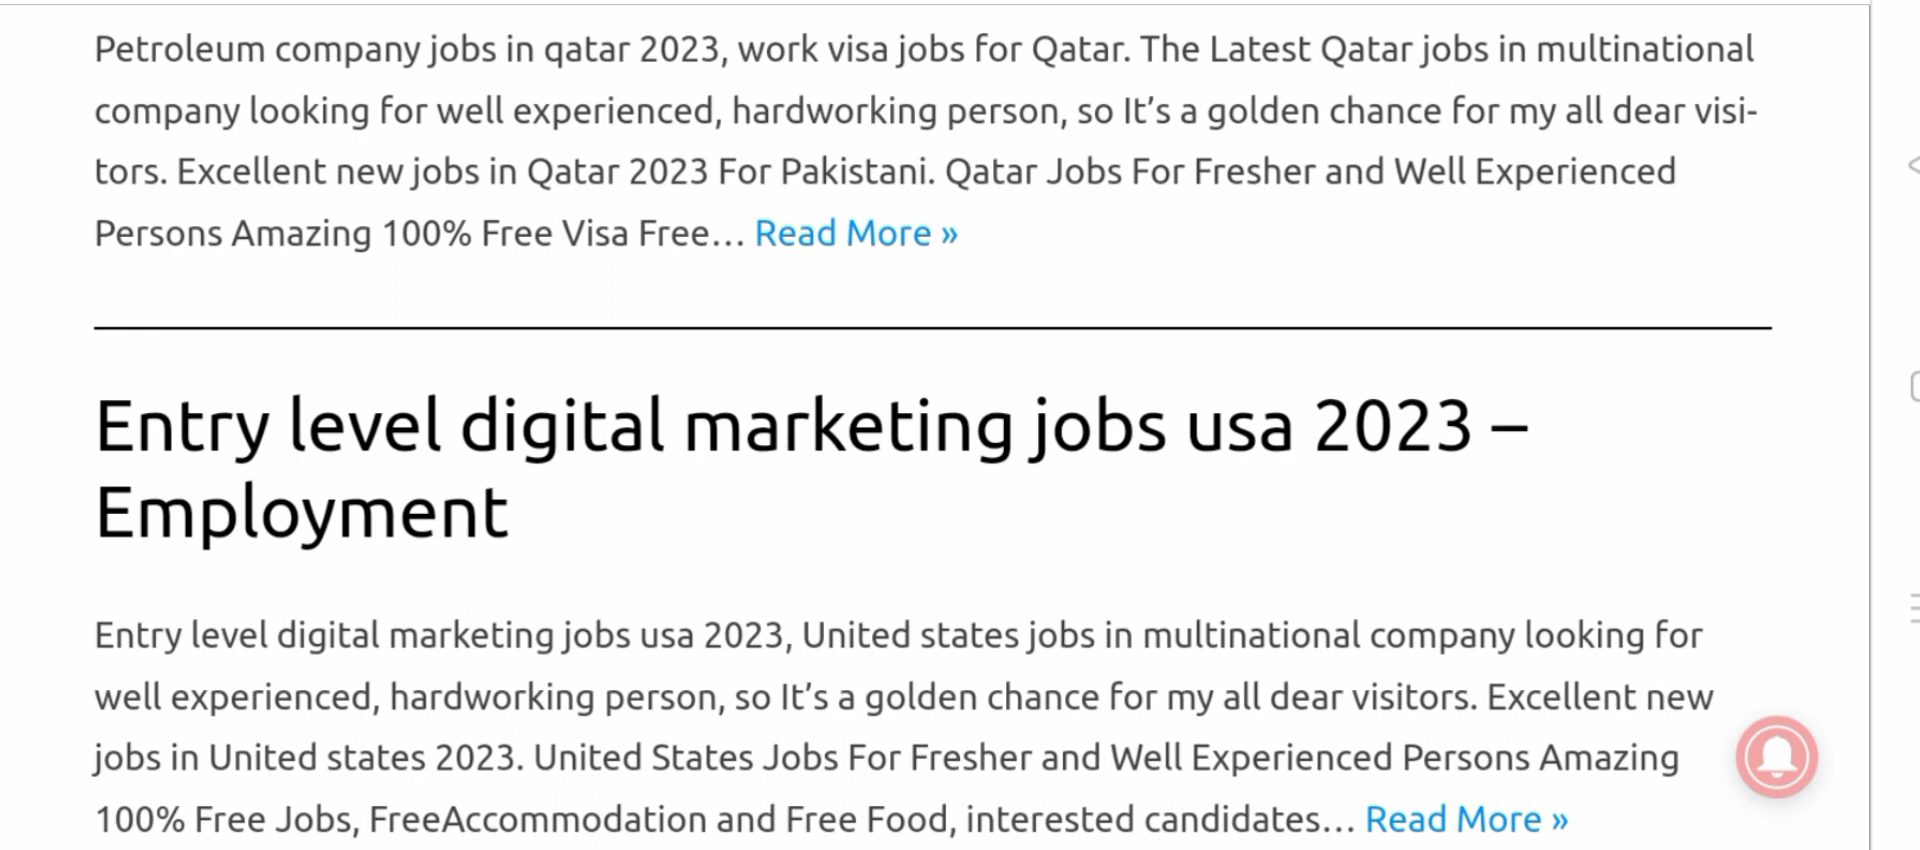 Petroleum company jobs in qatar 2023, work visa jobs for Qatar. The Latest Qatar jobs in multinational
company looking for well experienced, hardworking person, so It’s a golden chance for my all dear visi-
tors. Excellent new jobs in Qatar 2023 For Pakistani. Qatar Jobs For Fresher and Well Experienced
Persons Amazing 100% Free Visa Free… Read More »
Entry level digital marketing jobs usa 2023 –
Employment
Entry level digital marketing jobs usa 2023, United states jobs in multinational company looking for
well experienced, hardworking person, so It’s a golden chance for my all dear visitors. Excellent new
jobs in United states 2023. United States Jobs For Fresher and Well Experienced Persons Amazing
100% Free Jobs, FreeAccommodation and Free Food, interested candidates… Read More »